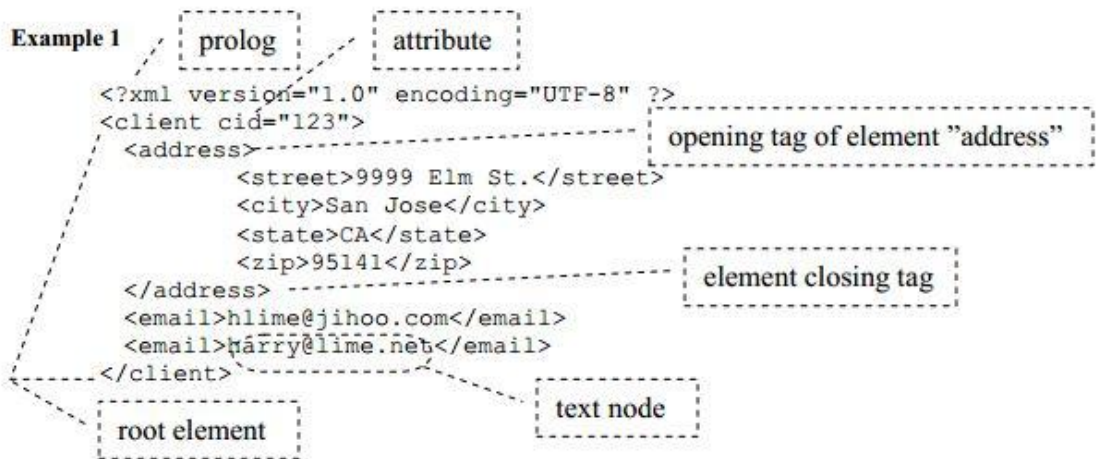 Example 1
prolog
attribute
<?xml version="1.0" encoding="UTF-8" ?>
<client cid="123">
opening tag of element ”address”
<address>
<street>9999 Elm St.</street>
<city>San Jose</city>
<state>CA</state>
<zip>95141</zip>
element closing tag
</address>
<email>hlime@jihoo.com</email>
<email>harry@lime.net</email>
</client>
text node
root element